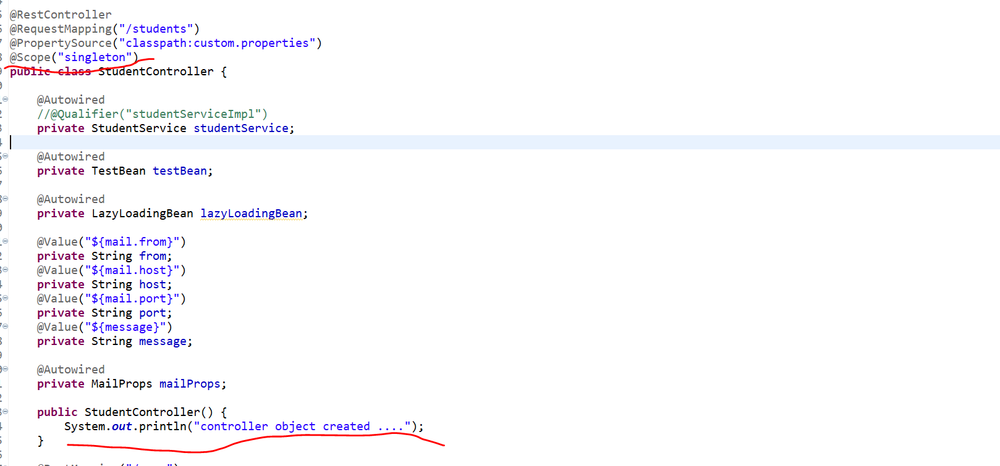 @RestController
@RequestMapping("/students")
@PropertySource("classpath:custom.properties")
@Scope("singleton")
public class StudentController {
@Autowired
//@Qualifier("studentServiceImpl")
private StudentService studentService;
@Autowired
private TestBean testBean;
@Autowired
private LazyLoadingBean lazyLoadingBean;
@Value("${mail.from}")
private String from;
@Value("${mail.host}")
private String host;
@Value("${mail.port}")
private String port;
@Value("${message}")
private String message;
@Autowired
private MailProps mailProps;
public StudentController() {
System.out.println("controller object created ....");
}